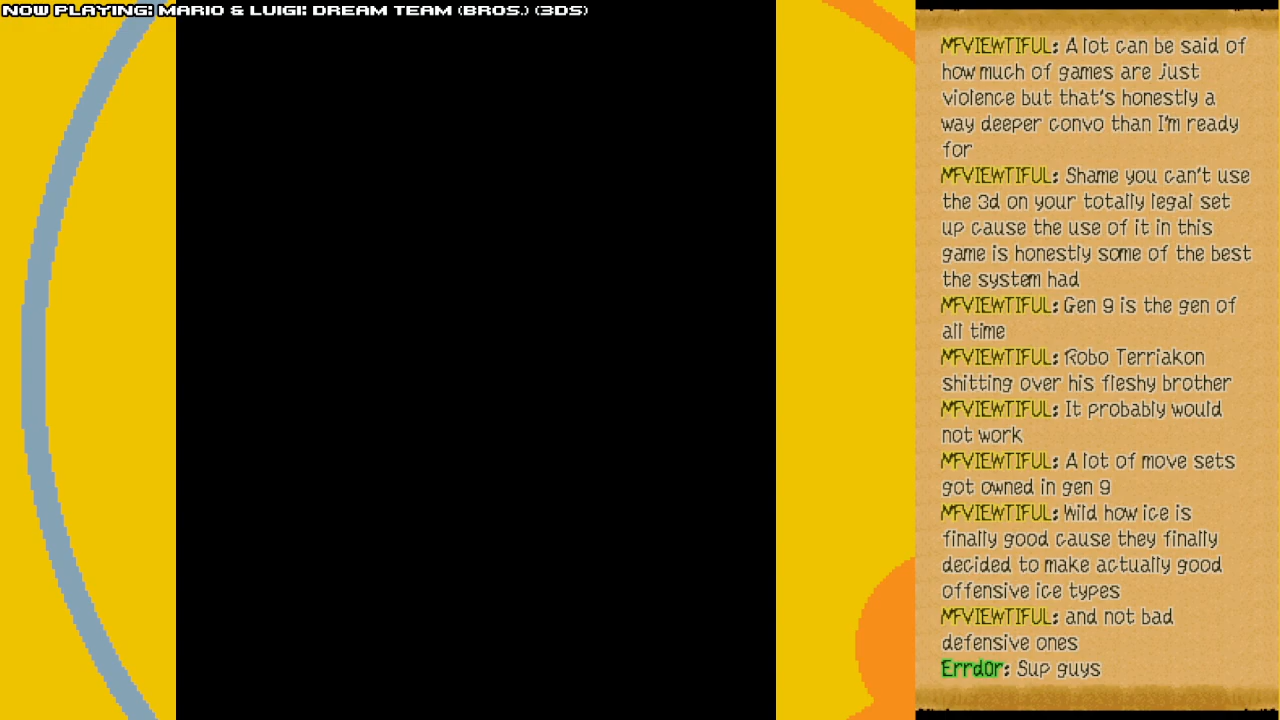 NOW PLAYING: MARIO & LUIGI: DREAM TEAM (BROS.) (3DS)
MFVIEWTIFUL: A lot can be said of
how much of games are just
violence but that's honestly a
way deeper convo than I'm ready
for
MFVIEWTIFUL: Shame you can't use
the 3d on your totally legal set
up cause the use of it in this
game is honestly some of the best
the system had
MFVIEWTIFUL: Gen 9 is the gen of
all time
MFVIEWTIFUL: Robo Terriakon
shitting over his fleshy brother
MFVIEWTIFUL: It probably would
not work
MFVIEWTIFUL: A lot of move sets
got owned in gen 9
MFVIEWTIFUL: Wild how ice is
finally good cause they finally
decided to make actually good
offensive ice types
MFVIEWTIFUL: and not bad
defensive ones
Errd0r: Sup guys